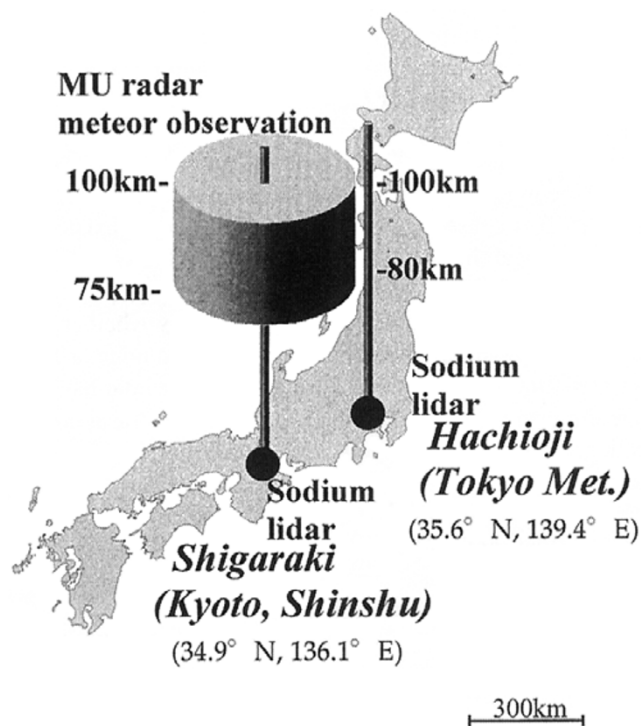 MU radar
meteor observation
100km-
-100km
-80km
75km-
Sodium
lidar
Hachioji
(Tokyo Met.)
(35.6° N, 139.4° E)
Sodium
lidar
Shigaraki
(Kyoto, Shinshu)
(34.9° N, 136.1° E)
300km